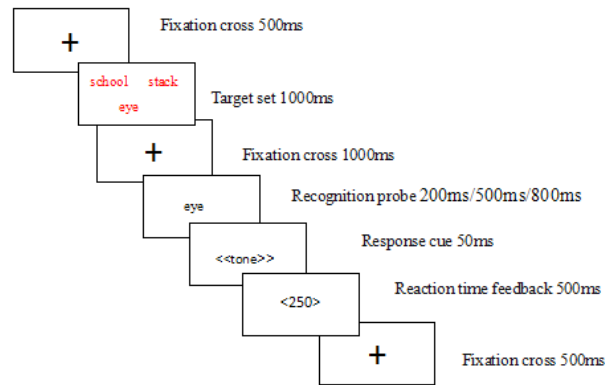 +
Fixation cross 500ms
school stack
eye
Target set 1000ms
+
Fixation cross 1000ms
eye
Recognition probe 200ms/500ms/800ms
<<tone>>
Response cue 50ms
<250>
Reaction time feedback 500ms
+
Fixation cross 500ms